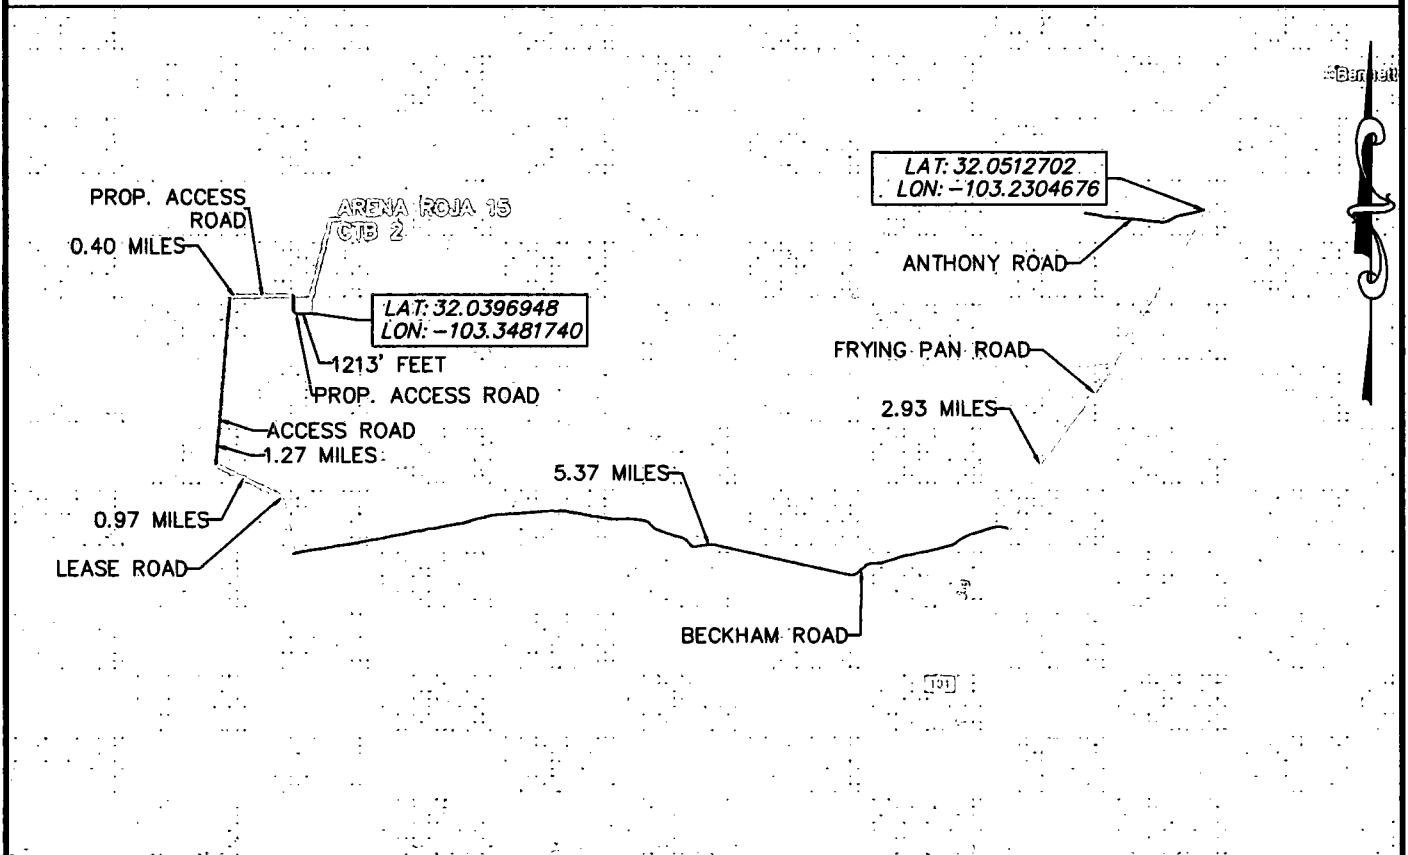 Bennett
LAT: 32.0512702
LON: -103.2304676
PROP. ACCESS
ROAD
ARENA ROJA 15
CTB 2
0.40 MILES
ANTHONY ROAD
LAT: 32.0396948
LON: -103.3481740
1213' FEET
PROP. ACCESS ROAD
FRYING PAN ROAD
2.93 MILES
ACCESS ROAD
1.27 MILES
5.37 MILES
0.97 MILES
LEASE ROAD
BECKHAM ROAD